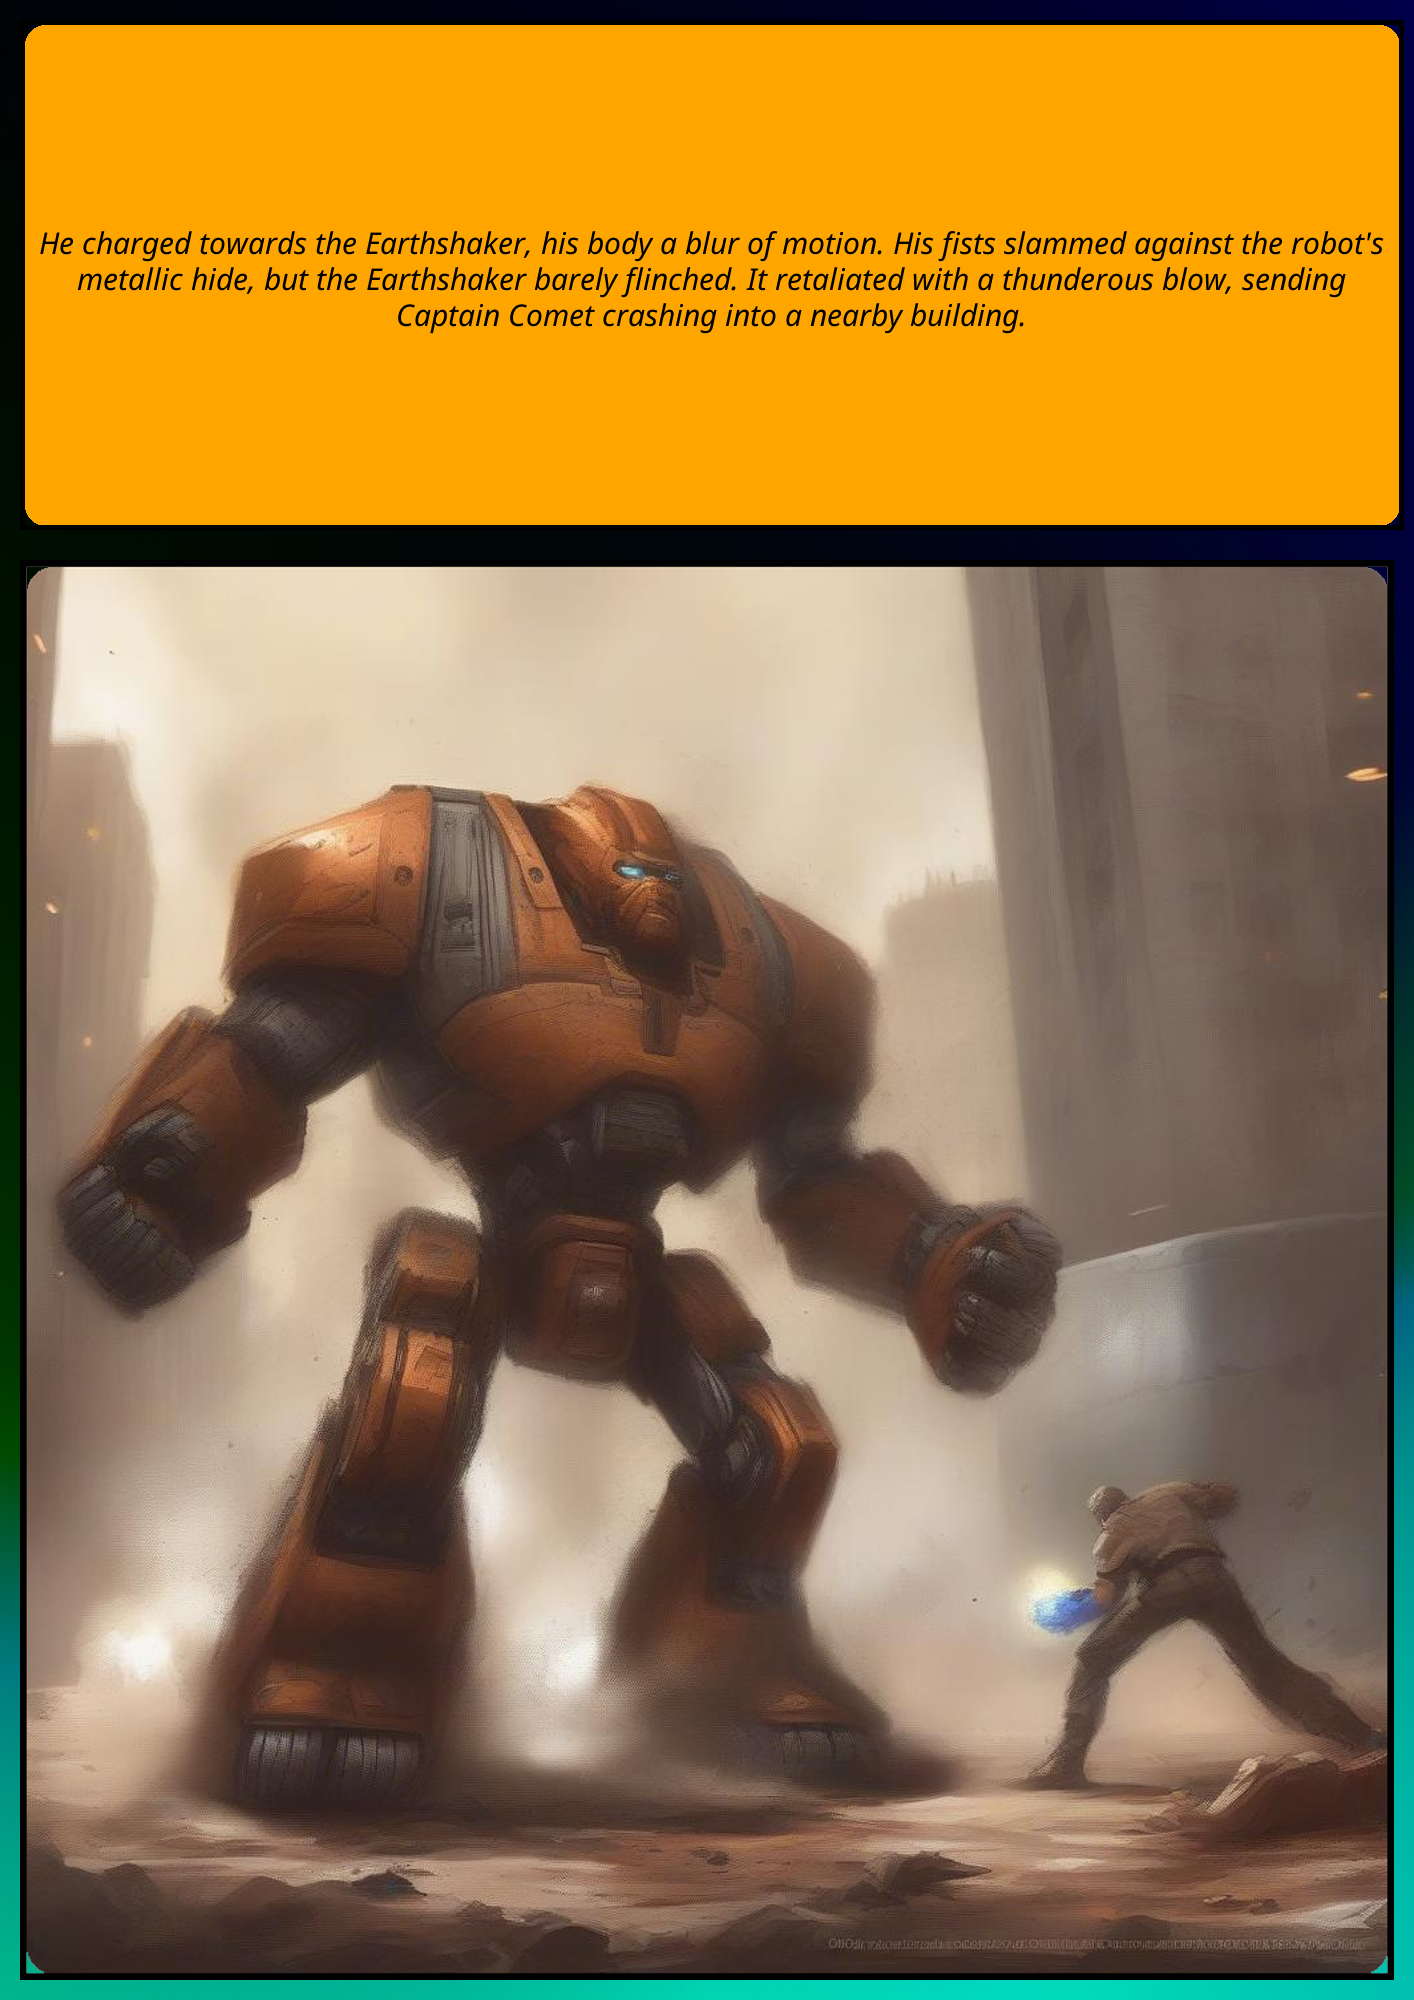 He charged towards the Earthshaker, his body a blur of motion. His fists slammed against the robot's
metallic hide, but the Earthshaker barely flinched. It retaliated with a thunderous blow, sending
Captain Comet crashing into a nearby building.